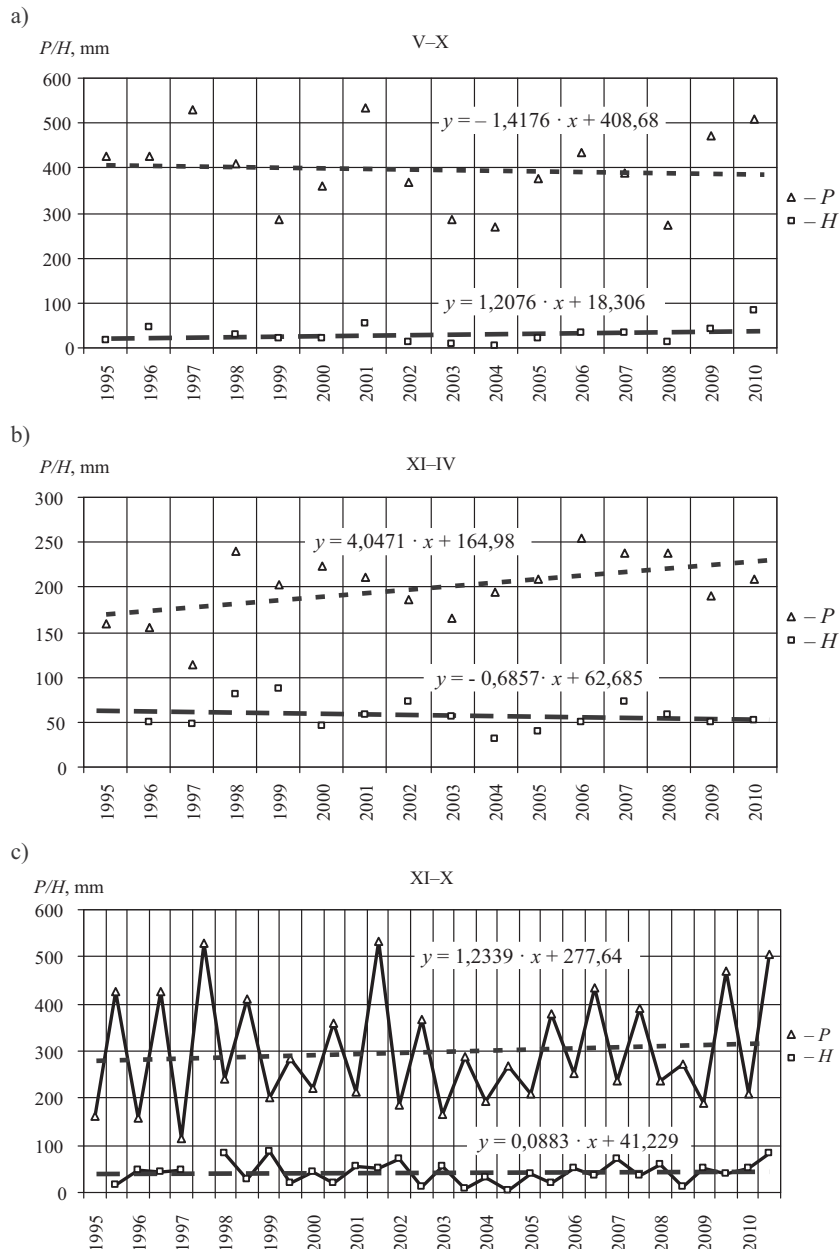 a)
V–X
P/H, mm
600
500
400
300
200
100
0
y = – 1,4176 · x + 408,68
y = 1,2076 · x + 18,306
– P
– H
1995 1996 1997 1998 1999 2000 2001 2002 2003 2004 2005 2006 2007 2008 2009 2010
b)
XI–IV
P/H, mm
300
250
200
150
100
50
0
y = 4,0471 · x + 164,98
y = - 0,6857· x + 62,685
– P
– H
1995 1996 1997 1998 1999 2000 2001 2002 2003 2004 2005 2006 2007 2008 2009 2010
c)
XI–X
P/H, mm
600
500
400
300
200
100
0
y = 1,2339 · x + 277,64
y = 0,0883 · x + 41,229
– P
– H
1995 1996 1997 1998 1999 2000 2001 2002 2003 2004 2005 2006 2007 2008 2009 2010